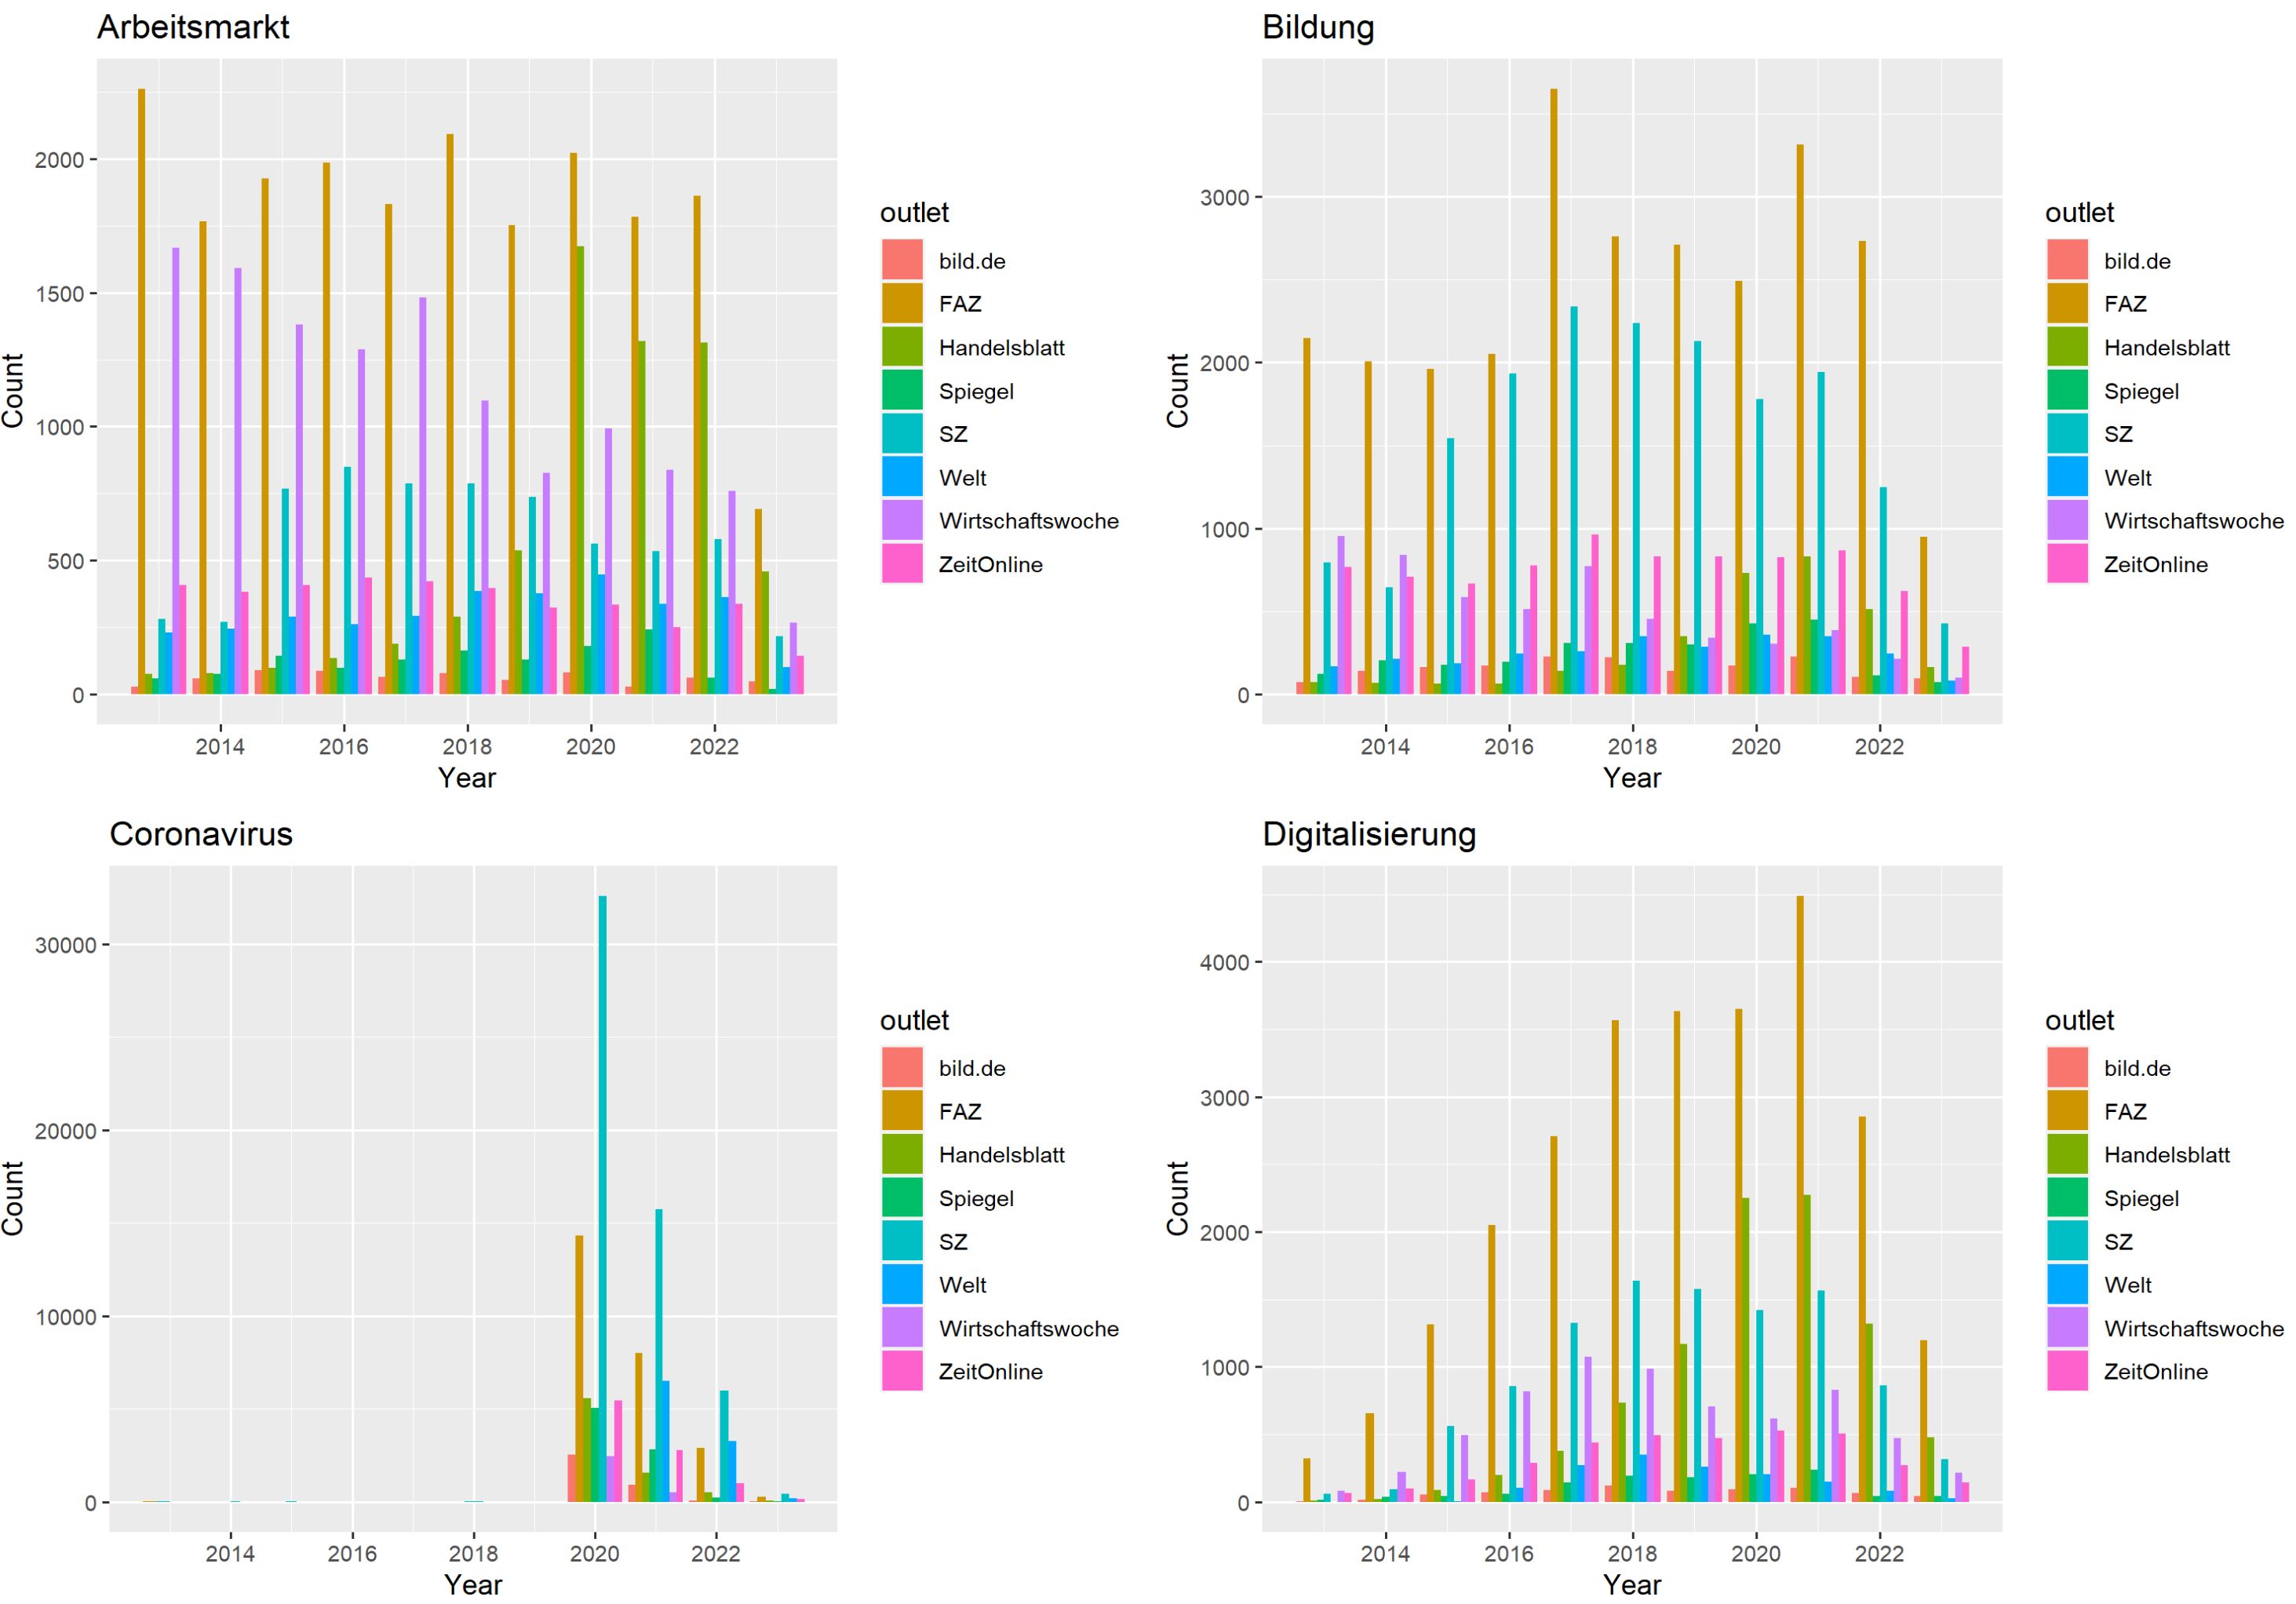 Arbeitsmarkt
Count
2000
1500
1000
500
0
2014 2016 2018 2020 2022
Year
outlet
bild.de
FAZ
Handelsblatt
Spiegel
SZ
Welt
Wirtschaftswoche
ZeitOnline
Bildung
Count
3000
2000
1000
0
2014 2016 2018 2020 2022
Year
outlet
bild.de
FAZ
Handelsblatt
Spiegel
SZ
Welt
Wirtschaftswoche
ZeitOnline
Coronavirus
Count
30000
20000
10000
0
2014 2016 2018 2020 2022
Year
outlet
bild.de
FAZ
Handelsblatt
Spiegel
SZ
Welt
Wirtschaftswoche
ZeitOnline
Digitalisierung
Count
4000
3000
2000
1000
0
2014 2016 2018 2020 2022
Year
outlet
bild.de
FAZ
Handelsblatt
Spiegel
SZ
Welt
Wirtschaftswoche
ZeitOnline